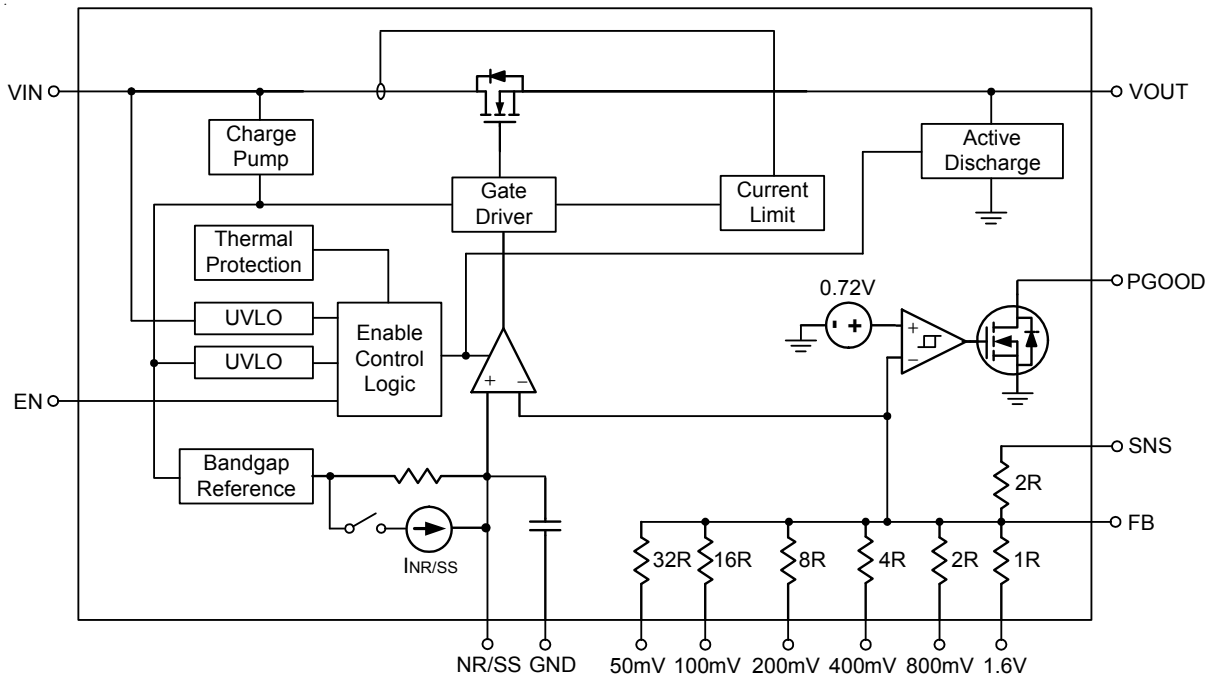 VIN
VOUT
Charge
Pump
Active
Discharge
Gate
Driver
Current
Limit
Thermal
Protection
0.72V
PGOOD
- +
+
−
UVLO
Enable
Control
Logic
UVLO
+ −
EN
SNS
Bandgap
Reference
2R
FB
INR/SS
32R 16R 8R 4R 2R 1R
NR/SS GND 50mV 100mV 200mV 400mV 800mV 1.6V